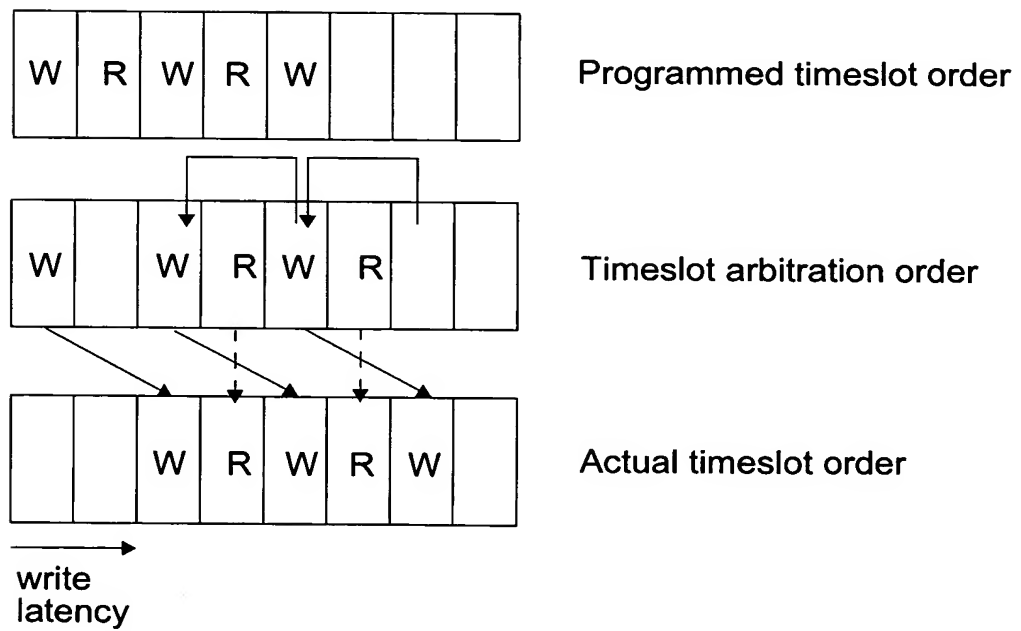 W R W R W Programmed timeslot order
W W R W R Timeslot arbitration order
W R W R W Actual timeslot order
write
latency